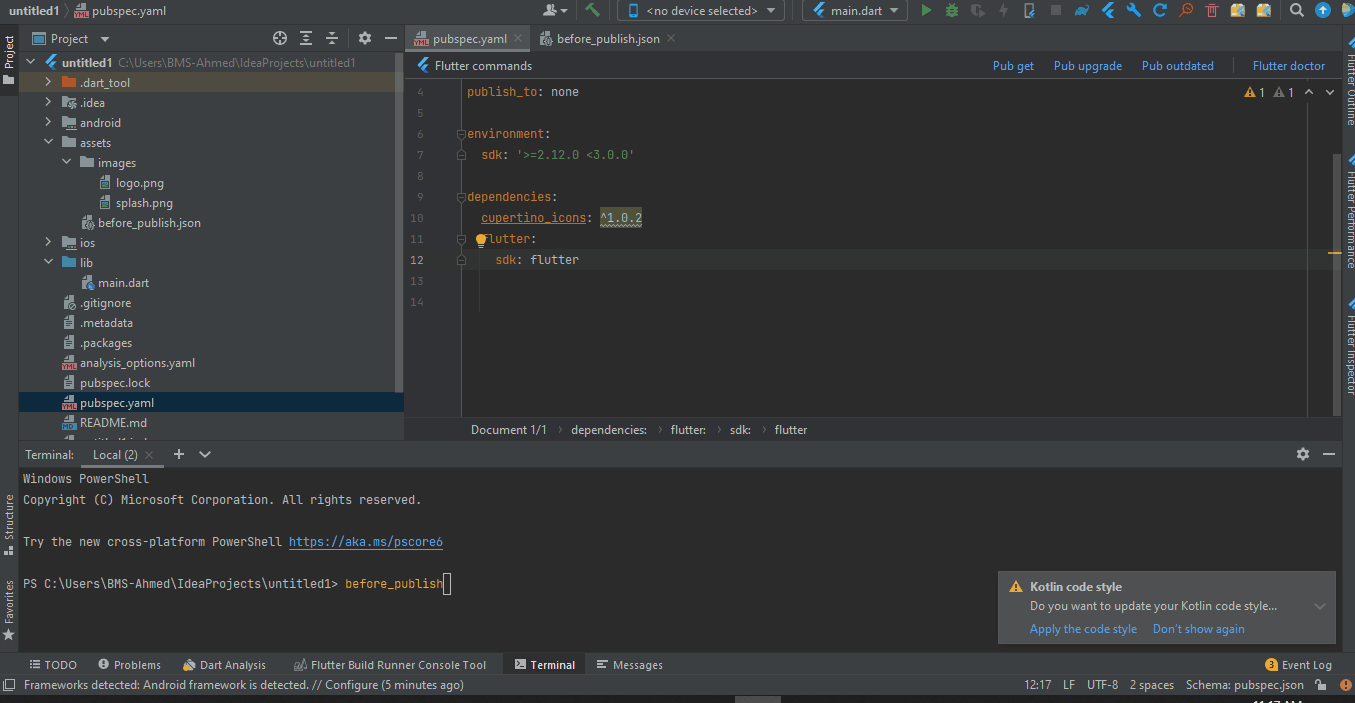 untitled1 pubspec.yaml <no device selected> main.dart
Project
pubspec.yaml before_publish.json
Project
untitled1 C:\Users\BMS-Ahmed\IdeaProjects\untitled1
.dart_tool
.idea
android
assets
images
logo.png
splash.png
before_publish.json
ios
lib
main.dart
.gitignore
.metadata
.packages
analysis_options.yaml
pubspec.lock
pubspec.yaml
README.md
Flutter commands Pub get Pub upgrade Pub outdated Flutter doctor
4 publish_to: none
1 1
5
6 environment:
7 sdk: '>=2.12.0 <3.0.0'
8
9 dependencies:
10 cupertino_icons: ^1.0.2
11 flutter:
12 sdk: flutter
13
14
Flutter Outline
Flutter Performance
Flutter Inspector
Document 1/1 dependencies: flutter: sdk: flutter
Terminal: Local (2)
Windows PowerShell
Copyright (C) Microsoft Corporation. All rights reserved.
Try the new cross-platform PowerShell https://aka.ms/pscore6
PS C:\Users\BMS-Ahmed\IdeaProjects\untitled1> before_publish
Structure
Favorites
Kotlin code style
Do you want to update your Kotlin code style...
Apply the code style Don't show again
TODO Problems Dart Analysis Flutter Build Runner Console Tool Terminal Messages 3 Event Log
Frameworks detected: Android framework is detected. // Configure (5 minutes ago) 12:17 LF UTF-8 2 spaces Schema: pubspec.json